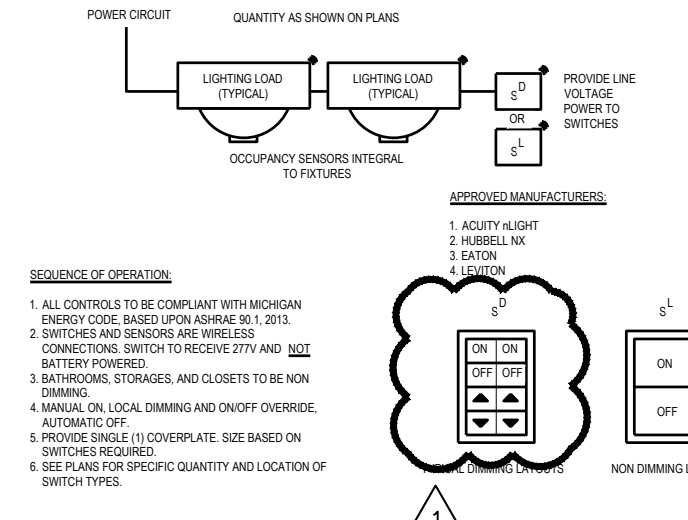 POWER CIRCUIT
QUANTITY AS SHOWN ON PLANS
LIGHTING LOAD
(TYPICAL)
LIGHTING LOAD
(TYPICAL)
S D
OR
S L
PROVIDE LINE
VOLTAGE
POWER TO
SWITCHES
OCCUPANCY SENSORS INTEGRAL
TO FIXTURES
APPROVED MANUFACTURERS:
1. ACUITY nLIGHT
2. HUBBELL NX
3. EATON
4. LEVITON
SEQUENCE OF OPERATION:
1. ALL CONTROLS TO BE COMPLIANT WITH MICHIGAN
ENERGY CODE, BASED UPON ASHRAE 90.1, 2013.
2. SWITCHES AND SENSORS ARE WIRELESS
CONNECTIONS. SWITCH TO RECEIVE 277V AND NOT
BATTERY POWERED.
3. BATHROOMS, STORAGES, AND CLOSETS TO BE NON
DIMMING.
4. MANUAL ON, LOCAL DIMMING AND ON/OFF OVERRIDE,
AUTOMATIC OFF.
5. PROVIDE SINGLE (1) COVERPLATE. SIZE BASED ON
SWITCHES REQUIRED.
6. SEE PLANS FOR SPECIFIC QUANTITY AND LOCATION OF
SWITCH TYPES.
S D
ON ON
OFF OFF
TYPICAL DIMMING LAYOUTS
S L
ON
OFF
NON DIMMING L
1